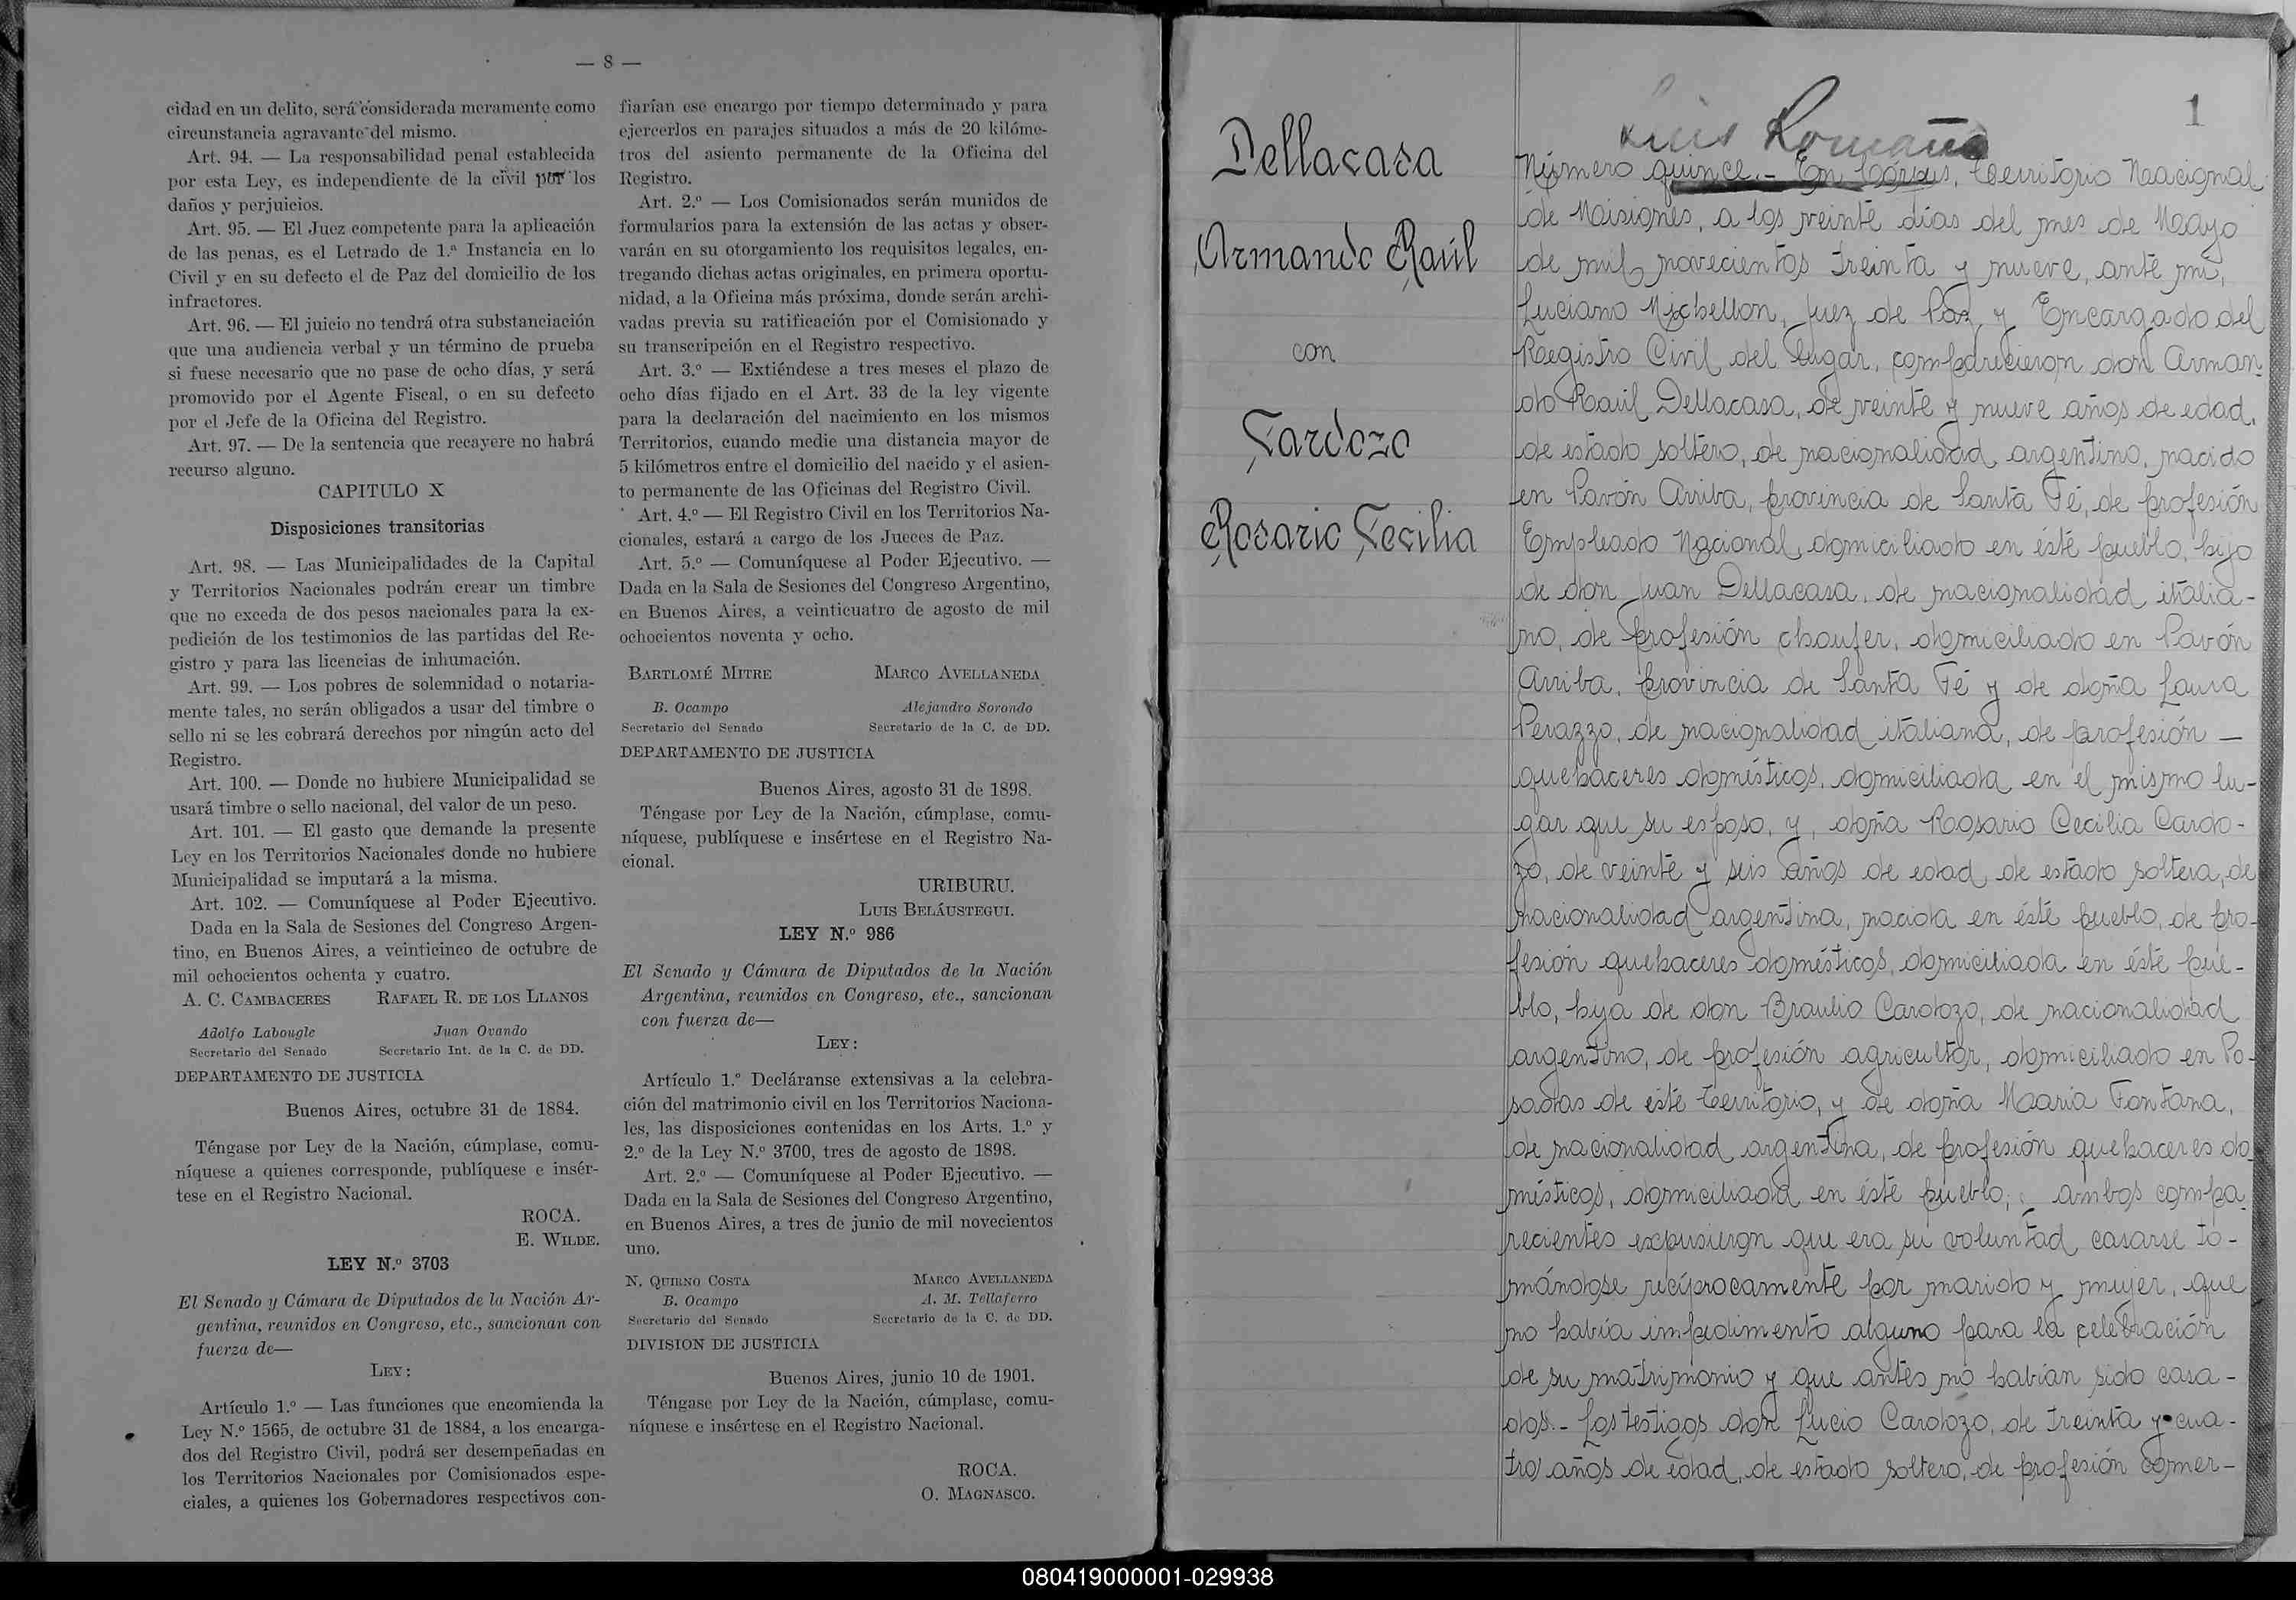 — 8 —
cidad en un delito, será considerada meramente como
circunstancia agravante del mismo.
Art. 94. — La responsabilidad penal establecida
por esta Ley, es independiente de la civil por los
daños y perjuicios.
Art. 95. — El Juez competente para la aplicación
de las penas, es el Letrado de 1.ª Instancia en lo
Civil y en su defecto el de Paz del domicilio de los
infractores.
Art. 96. — El juicio no tendrá otra substanciación
que una audiencia verbal y un término de prueba
si fuese necesario que no pase de ocho días, y será
promovido por el Agente Fiscal, o en su defecto
por el Jefe de la Oficina del Registro.
Art. 97. — De la sentencia que recayere no habrá
recurso alguno.
CAPITULO X
Disposiciones transitorias
Art. 98. — Las Municipalidades de la Capital
y Territorios Nacionales podrán crear un timbre
que no exceda de dos pesos nacionales para la ex-
pedición de los testimonios de las partidas del Re-
gistro y para las licencias de inhumación.
Art. 99. — Los pobres de solemnidad o notaria-
mente tales, no serán obligados a usar del timbre o
sello ni se les cobrará derechos por ningún acto del
Registro.
Art. 100. — Donde no hubiere Municipalidad se
usará timbre o sello nacional, del valor de un peso.
Art. 101. — El gasto que demande la presente
Ley en los Territorios Nacionales donde no hubiere
Municipalidad se imputará a la misma.
Art. 102. — Comuníquese al Poder Ejecutivo.
Dada en la Sala de Sesiones del Congreso Argen-
tino, en Buenos Aires, a veinticinco de octubre de
mil ochocientos ochenta y cuatro.
A. C. CAMBACERES RAFAEL R. DE LOS LLANOS
Adolfo Labougle Juan Ovando
Secretario del Senado Secretario Int. de la C. de DD.
DEPARTAMENTO DE JUSTICIA
Buenos Aires, octubre 31 de 1884.
Téngase por Ley de la Nación, cúmplase, comu-
níquese a quienes corresponde, publíquese e insér-
tese en el Registro Nacional.
ROCA.
E. WILDE.
LEY N.º 3703
El Senado y Cámara de Diputados de la Nación Ar-
gentina, reunidos en Congreso, etc., sancionan con
fuerza de—
LEY:
Artículo 1.º — Las funciones que encomienda la
Ley N.º 1565, de octubre 31 de 1884, a los encarga-
dos del Registro Civil, podrá ser desempeñadas en
los Territorios Nacionales por Comisionados espe-
ciales, a quienes los Gobernadores respectivos con-
fiarían ese encargo por tiempo determinado y para
ejercerlos en parajes situados a más de 20 kilóme-
tros del asiento permanente de la Oficina del
Registro.
Art. 2.º — Los Comisionados serán munidos de
formularios para la extensión de las actas y obser-
varán en su otorgamiento los requisitos legales, en-
tregando dichas actas originales, en primera oportu-
nidad, a la Oficina más próxima, donde serán archi-
vadas previa su ratificación por el Comisionado y
su transcripción en el Registro respectivo.
Art. 3.º — Extiéndese a tres meses el plazo de
ocho días fijado en el Art. 33 de la ley vigente
para la declaración del nacimiento en los mismos
Territorios, cuando medie una distancia mayor de
5 kilómetros entre el domicilio del nacido y el asien-
to permanente de las Oficinas del Registro Civil.
Art. 4.º — El Registro Civil en los Territorios Na-
cionales, estará a cargo de los Jueces de Paz.
Art. 5.º — Comuníquese al Poder Ejecutivo. —
Dada en la Sala de Sesiones del Congreso Argentino,
en Buenos Aires, a veinticuatro de agosto de mil
ochocientos noventa y ocho.
BARTLOMÉ MITRE MARCO AVELLANEDA
B. Ocampo Alejandro Sorondo
Secretario del Senado Secretario de la C. de DD.
DEPARTAMENTO DE JUSTICIA
Buenos Aires, agosto 31 de 1898.
Téngase por Ley de la Nación, cúmplase, comu-
níquese, publíquese e insértese en el Registro Na-
cional.
URIBURU.
LUIS BELÁUSTEGUI.
LEY N.º 986
El Senado y Cámara de Diputados de la Nación
Argentina, reunidos en Congreso, etc., sancionan
con fuerza de—
LEY:
Artículo 1.º Decláranse extensivas a la celebra-
ción del matrimonio civil en los Territorios Naciona-
les, las disposiciones contenidas en los Arts. 1.º y
2.º de la Ley N.º 3700, tres de agosto de 1898.
Art. 2.º — Comuníquese al Poder Ejecutivo. —
Dada en la Sala de Sesiones del Congreso Argentino,
en Buenos Aires, a tres de junio de mil novecientos
uno.
N. QUIRNO COSTA MARCO AVELLANEDA
B. Ocampo A. M. Tallaferro
Secretario del Senado Secretario de la C. de DD.
DIVISION DE JUSTICIA
Buenos Aires, junio 10 de 1901.
Téngase por Ley de la Nación, cúmplase, comu-
níquese e insértese en el Registro Nacional.
ROCA.
O. MAGNASCO.
1
Luis Romaña
Dellacasa
Armando Raúl
con
Cardozo
Rosario Cecilia
Número quince.- En Córpus, Territorio Nacional
de Misiones, a los veinte días del mes de Mayo
de mil novecientos treinta y nueve, ante mí,
Luciano Michellon, Juez de Paz y Encargado del
Registro Civil del lugar, comparecieron don Arman-
do Raúl Dellacasa, de veinte y nueve años de edad,
de estado soltero, de nacionalidad argentino, nacido
en Pavón Arriba, provincia de Santa Fé, de profesión
Empleado Nacional, domiciliado en éste pueblo, hijo
de don Juan Dellacasa, de nacionalidad italia-
no, de profesión choufer, domiciliado en Pavón
Arriba, provincia de Santa Fé y de doña Laura
Perazzo, de nacionalidad italiana, de profesión —
quehaceres domésticos, domiciliada en el mismo lu-
gar que su esposo, y, doña Rosario Cecilia Cardo-
zo, de veinte y seis años de edad, de estado soltera, de
nacionalidad argentina, nacida en éste pueblo, de pro-
fesión quehaceres domésticos, domiciliada en éste pue-
blo, hija de don Braulio Cardozo, de nacionalidad
argentino, de profesión agricultor, domiciliado en Po-
sadas de éste Territorio, y de doña María Fontana,
de nacionalidad argentina, de profesión quehaceres do-
mésticos, domiciliada en éste pueblo; ambos compa-
recientes expusieron que era su voluntad casarse to-
mándose recíprocamente por marido y mujer, que
no había impedimento alguno para la celebración
de su matrimonio y que antes no habían sido casa-
dos.- Los testigos don Lucio Cardozo, de treinta y cua-
tro años de edad, de estado soltero, de profesión comer-
080419000001-029938